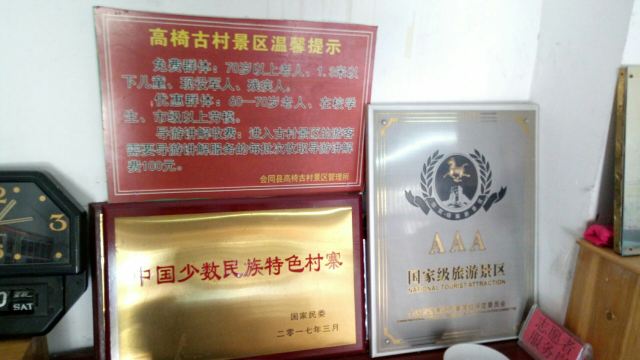 高椅古村景区温馨提示
免费群体：70岁以上老人、1.2米以
下儿童、现役军人、残疾人。
优惠群体：60—70岁老人、在校学
生、市级以上劳模。
导游讲解收费：进入古村景区的游客
需要导游讲解服务的每批次收取导游讲解
费100元。
会同县高椅古村景区管理所
中国少数民族特色村寨
国家民委
二〇一七年三月
AAA
国家级旅游景区
NATIONAL TOURIST ATTRACTION
2
3
SAT
志愿者